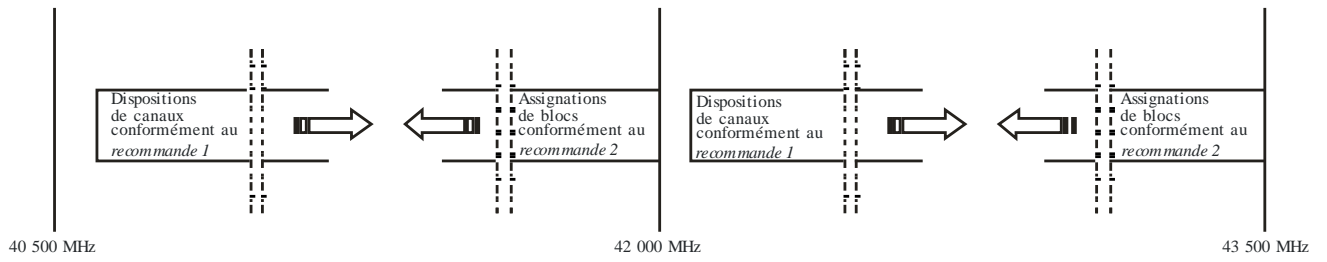 Dispositions
de canaux
conformément au
recommande 1
Assignations
de blocs
conformément au
recommande 2
Dispositions
de canaux
conformément au
recommande 1
Assignations
de blocs
conformément au
recommande 2
40 500 MHz
42 000 MHz
43 500 MHz